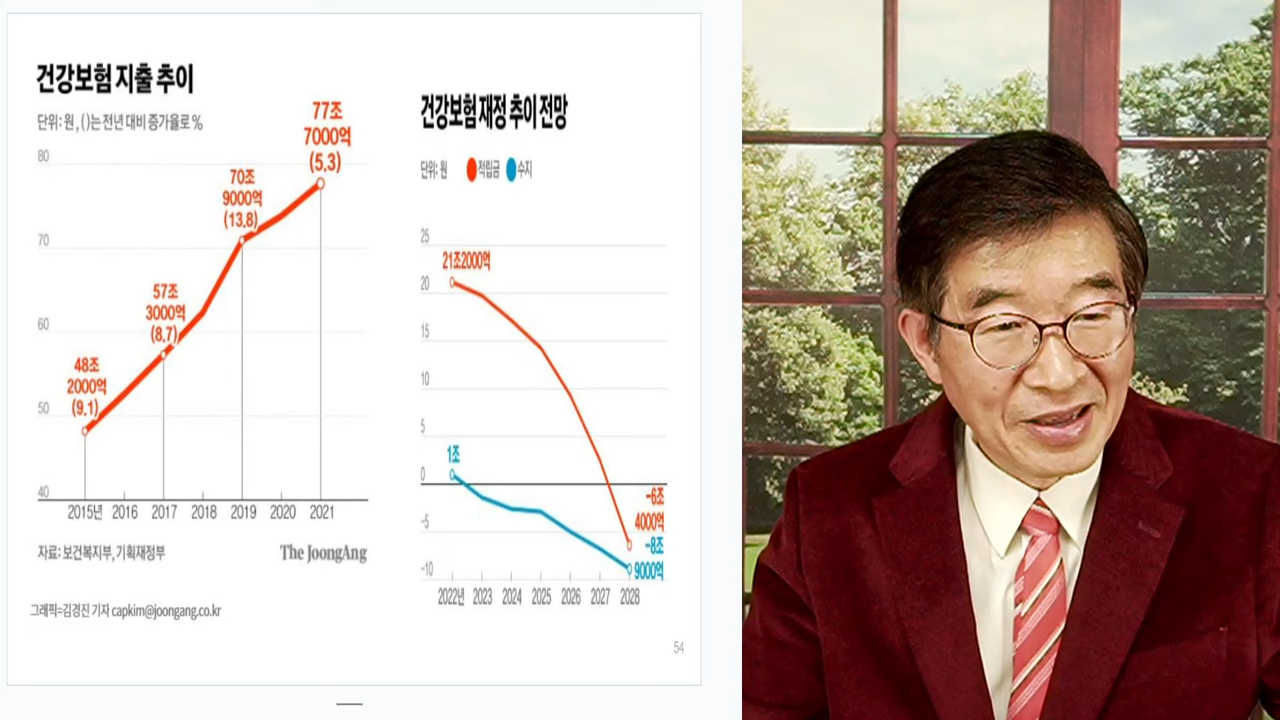 건강보험 지출 추이
단위: 원, ( )는 전년 대비 증가율로 %
80
70
60
50
40
48조
2000억
(9.1)
57조
3000억
(8.7)
70조
9000억
(13.8)
77조
7000억
(5.3)
2015년 2016 2017 2018 2019 2020 2021
자료: 보건복지부, 기획재정부
The JoongAng
그래픽=김경진 기자 capkim@joongang.co.kr
건강보험 재정 추이 전망
단위: 원 적립금 수지
25
20
15
10
5
0
-5
-10
21조2000억
1조
-6조
4000억
-8조
9000억
2022년 2023 2024 2025 2026 2027 2028
54